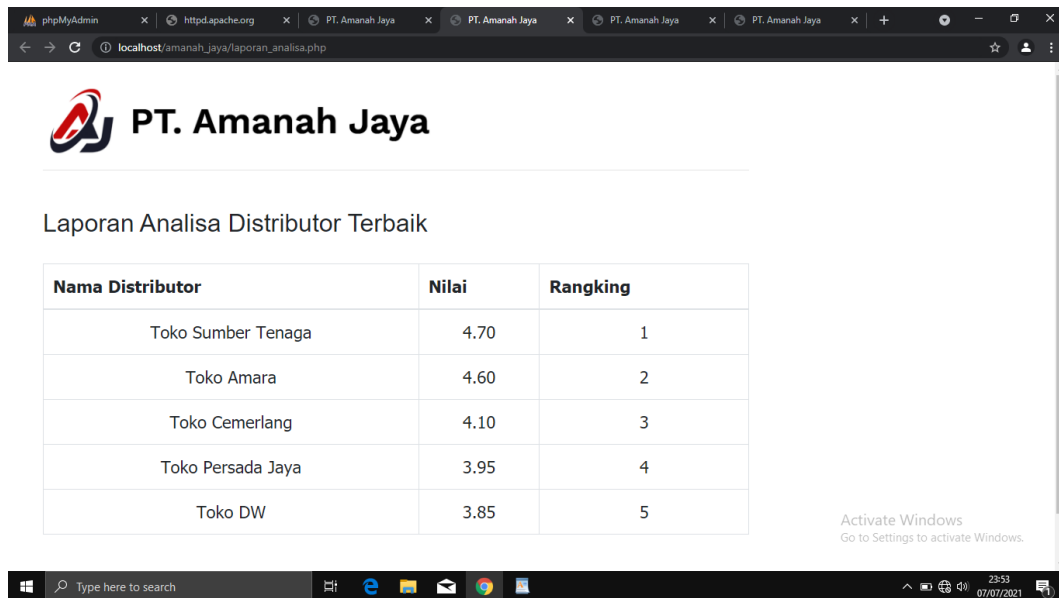 phpMyAdmin httpd.apache.org PT. Amanah Jaya PT. Amanah Jaya PT. Amanah Jaya PT. Amanah Jaya
localhost/amanah_jaya/laporan_analisa.php
PT. Amanah Jaya
Laporan Analisa Distributor Terbaik
Nama Distributor Nilai Rangking
Toko Sumber Tenaga 4.70 1
Toko Amara 4.60 2
Toko Cemerlang 4.10 3
Toko Persada Jaya 3.95 4
Toko DW 3.85 5
Activate Windows
Go to Settings to activate Windows.
Type here to search
23:53
07/07/2021
1